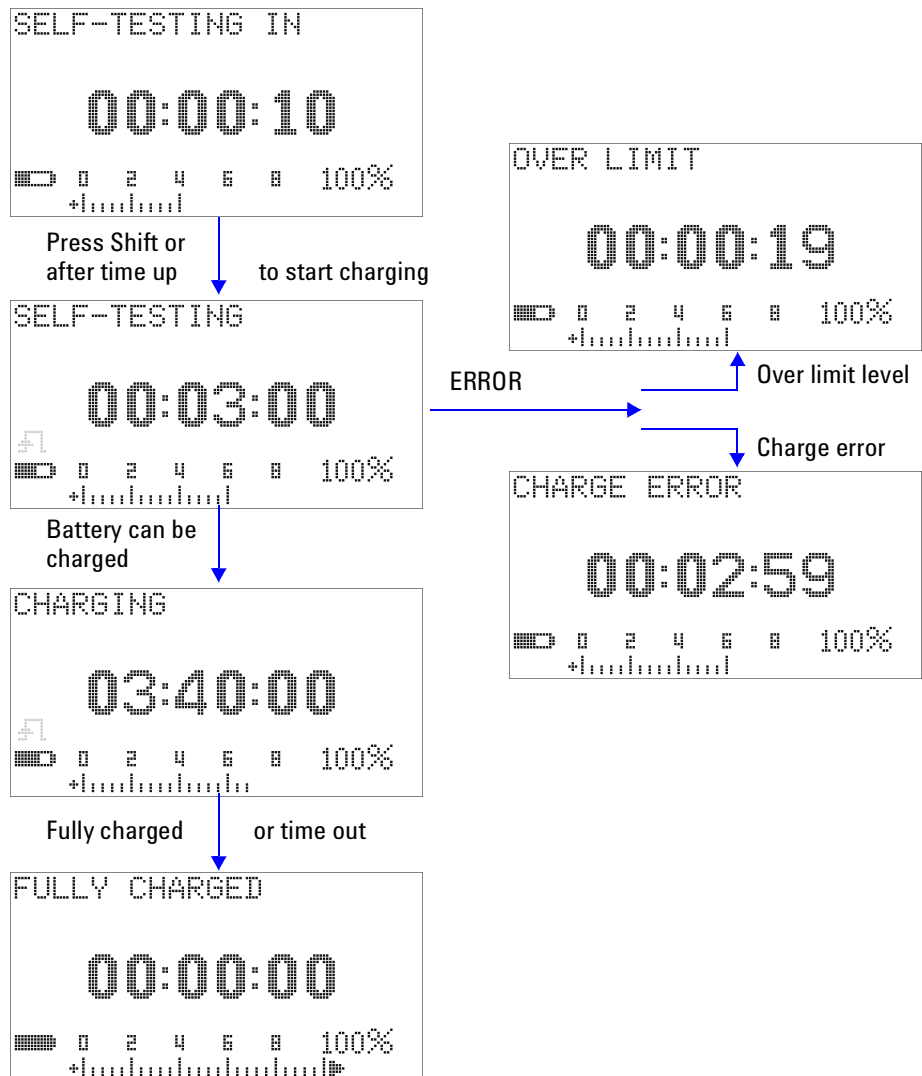 SELF-TESTING IN
00:00:10
0 2 4 6 8 100%
Press Shift or
after time up to start charging
SELF-TESTING
00:03:00
0 2 4 6 8 100%
Battery can be
charged
CHARGING
03:40:00
0 2 4 6 8 100%
Fully charged or time out
FULLY CHARGED
00:00:00
0 2 4 6 8 100%
ERROR
OVER LIMIT
00:00:19
0 2 4 6 8 100%
Over limit level
Charge error
CHARGE ERROR
00:02:59
0 2 4 6 8 100%